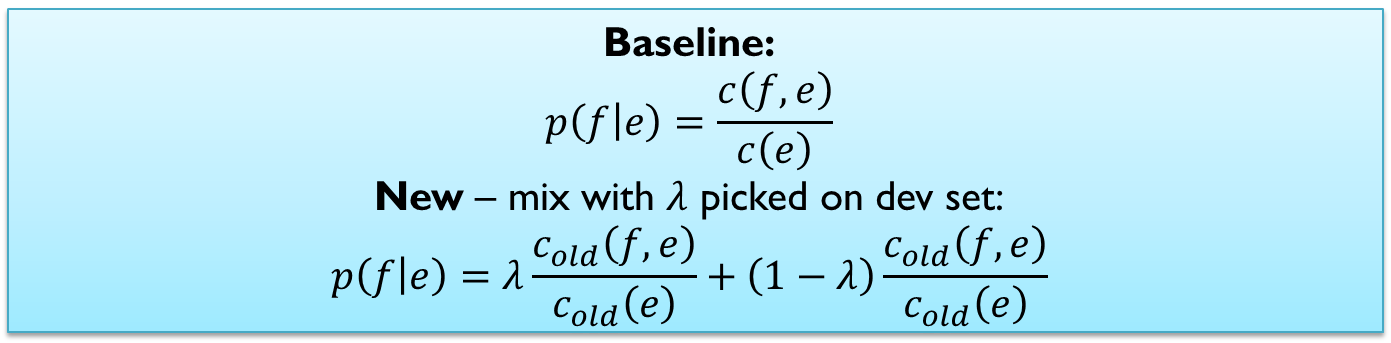 Baseline:
p(f|e) = c(f, e) / c(e)
New – mix with λ picked on dev set:
p(f|e) = λ c_old(f, e) / c_old(e) + (1 − λ) c_old(f, e) / c_old(e)